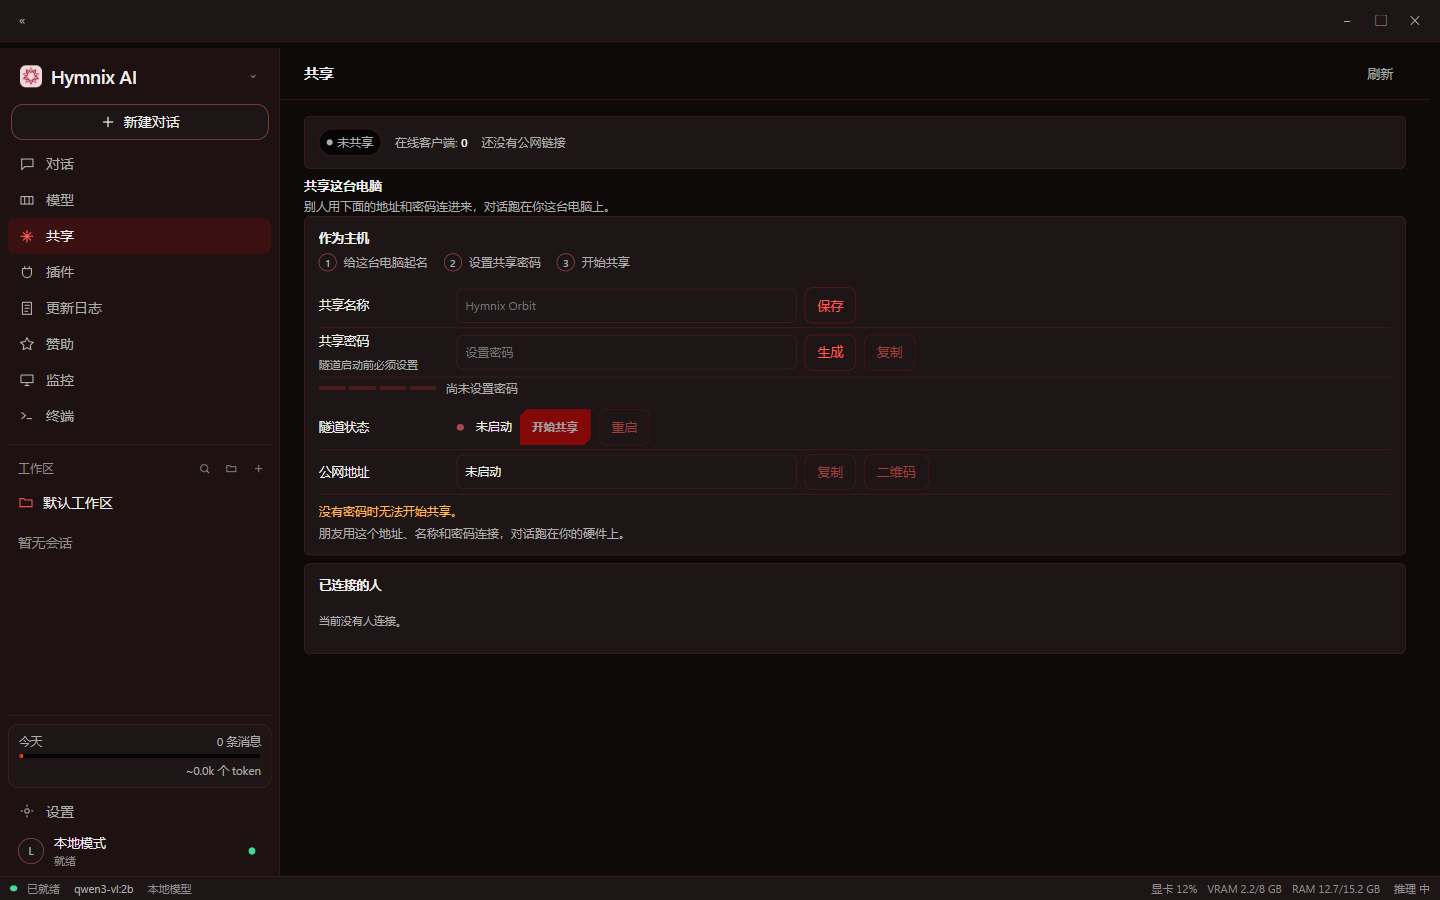 «
Hymnix AI
新建对话
对话
模型
共享
插件
更新日志
赞助
监控
终端
工作区
默认工作区
暂无会话
今天 0 条消息
~0.0k 个 token
设置
L
本地模式
就绪
共享 刷新
未共享 在线客户端: 0 还没有公网链接
共享这台电脑
别人用下面的地址和密码连进来，对话跑在你这台电脑上。
作为主机
1 给这台电脑起名 2 设置共享密码 3 开始共享
共享名称 Hymnix Orbit 保存
共享密码 设置密码 生成 复制
隧道启动前必须设置
尚未设置密码
隧道状态 未启动 开始共享 重启
公网地址 未启动 复制 二维码
没有密码时无法开始共享。
朋友用这个地址、名称和密码连接，对话跑在你的硬件上。
已连接的人
当前没有人连接。
已就绪 qwen3-vl:2b 本地模型 显卡 12% VRAM 2.2/8 GB RAM 12.7/15.2 GB 推理 中